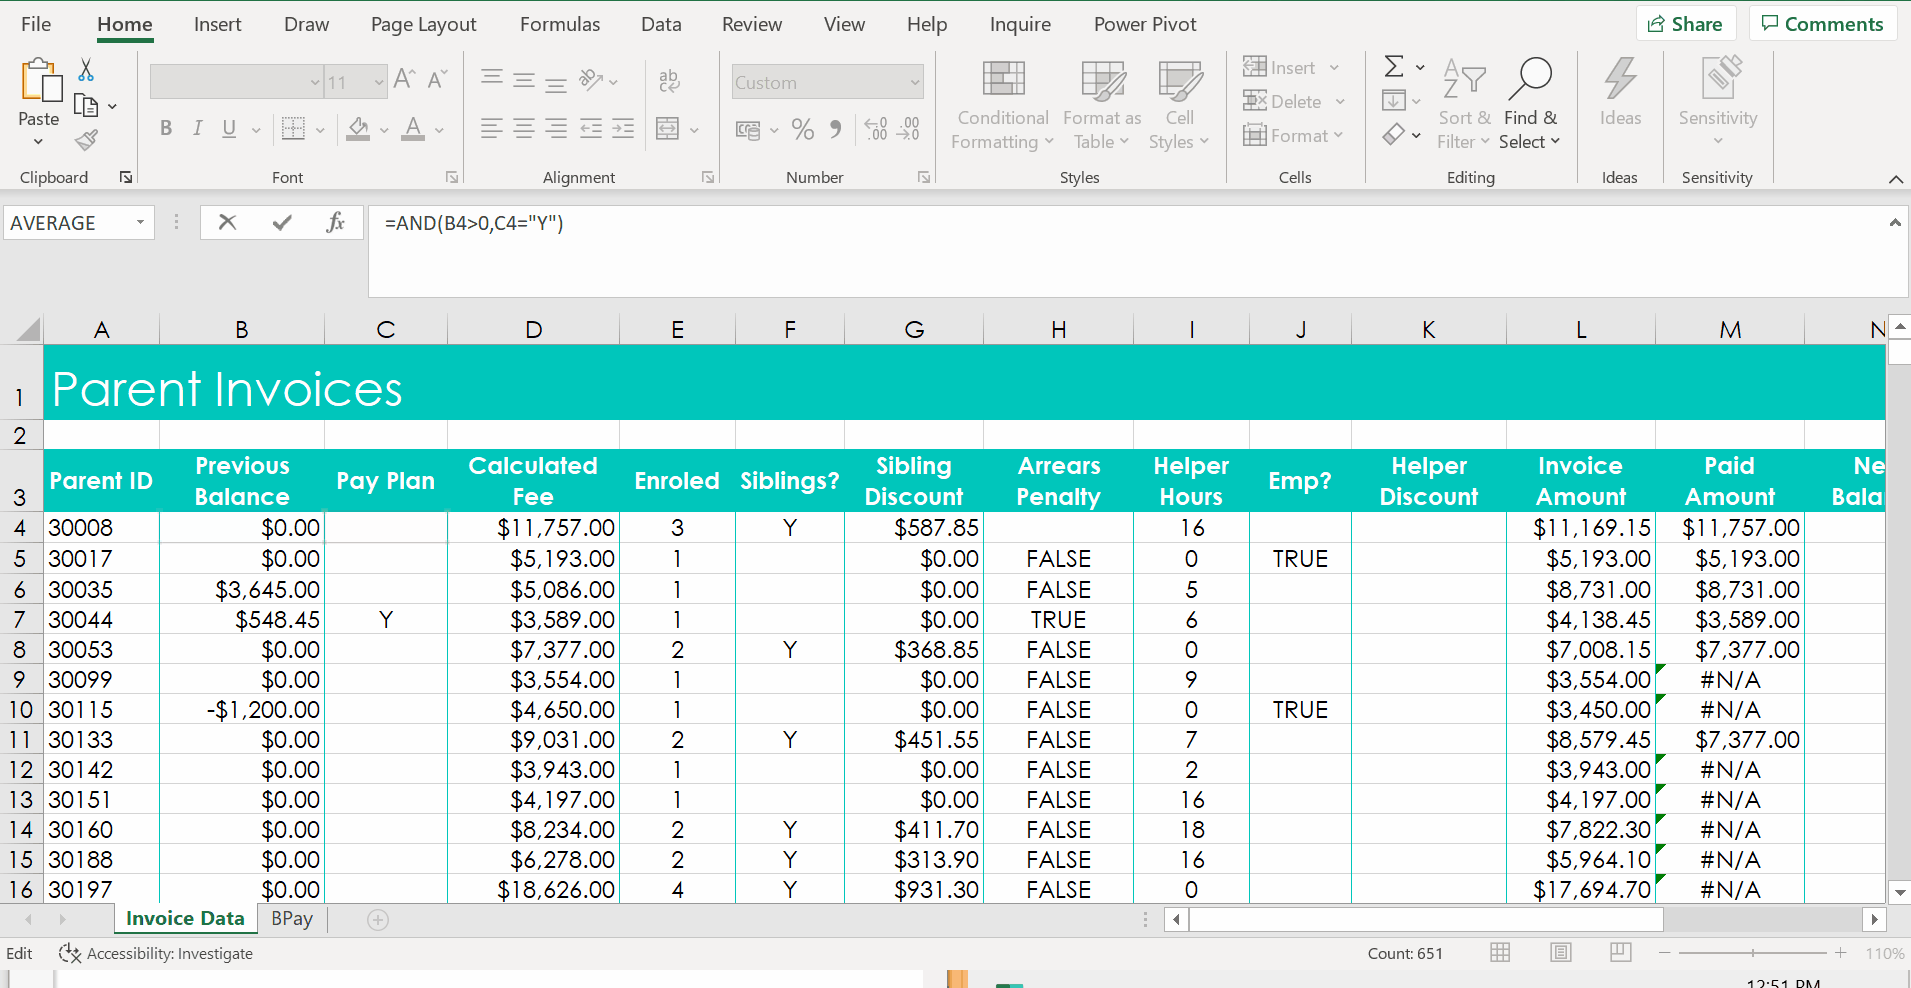 File Home Insert Draw Page Layout Formulas Data Review View Help Inquire Power Pivot Share Comments
Paste
Clipboard
11
B I U
Font
ab
Alignment
Custom
Number
Conditional Formatting
Format as Table
Cell Styles
Styles
Insert
Delete
Format
Cells
Sort & Filter
Find & Select
Editing
Ideas
Ideas
Sensitivity
Sensitivity
AVERAGE fx =AND(B4>0,C4="Y")
A B C D E F G H I J K L M N
1 Parent Invoices
2
3 Parent ID Previous Balance Pay Plan Calculated Fee Enroled Siblings? Sibling Discount Arrears Penalty Helper Hours Emp? Helper Discount Invoice Amount Paid Amount
4 30008 $0.00 $11,757.00 3 Y $587.85 16 $11,169.15 $11,757.00
5 30017 $0.00 $5,193.00 1 $0.00 FALSE 0 TRUE $5,193.00 $5,193.00
6 30035 $3,645.00 $5,086.00 1 $0.00 FALSE 5 $8,731.00 $8,731.00
7 30044 $548.45 Y $3,589.00 1 $0.00 TRUE 6 $4,138.45 $3,589.00
8 30053 $0.00 $7,377.00 2 Y $368.85 FALSE 0 $7,008.15 $7,377.00
9 30099 $0.00 $3,554.00 1 $0.00 FALSE 9 $3,554.00 #N/A
10 30115 -$1,200.00 $4,650.00 1 $0.00 FALSE 0 TRUE $3,450.00 #N/A
11 30133 $0.00 $9,031.00 2 Y $451.55 FALSE 7 $8,579.45 $7,377.00
12 30142 $0.00 $3,943.00 1 $0.00 FALSE 2 $3,943.00 #N/A
13 30151 $0.00 $4,197.00 1 $0.00 FALSE 16 $4,197.00 #N/A
14 30160 $0.00 $8,234.00 2 Y $411.70 FALSE 18 $7,822.30 #N/A
15 30188 $0.00 $6,278.00 2 Y $313.90 FALSE 16 $5,964.10 #N/A
16 30197 $0.00 $18,626.00 4 Y $931.30 FALSE 0 $17,694.70 #N/A
Invoice Data BPay
Edit Accessibility: Investigate Count: 651 110%
12:51 PM